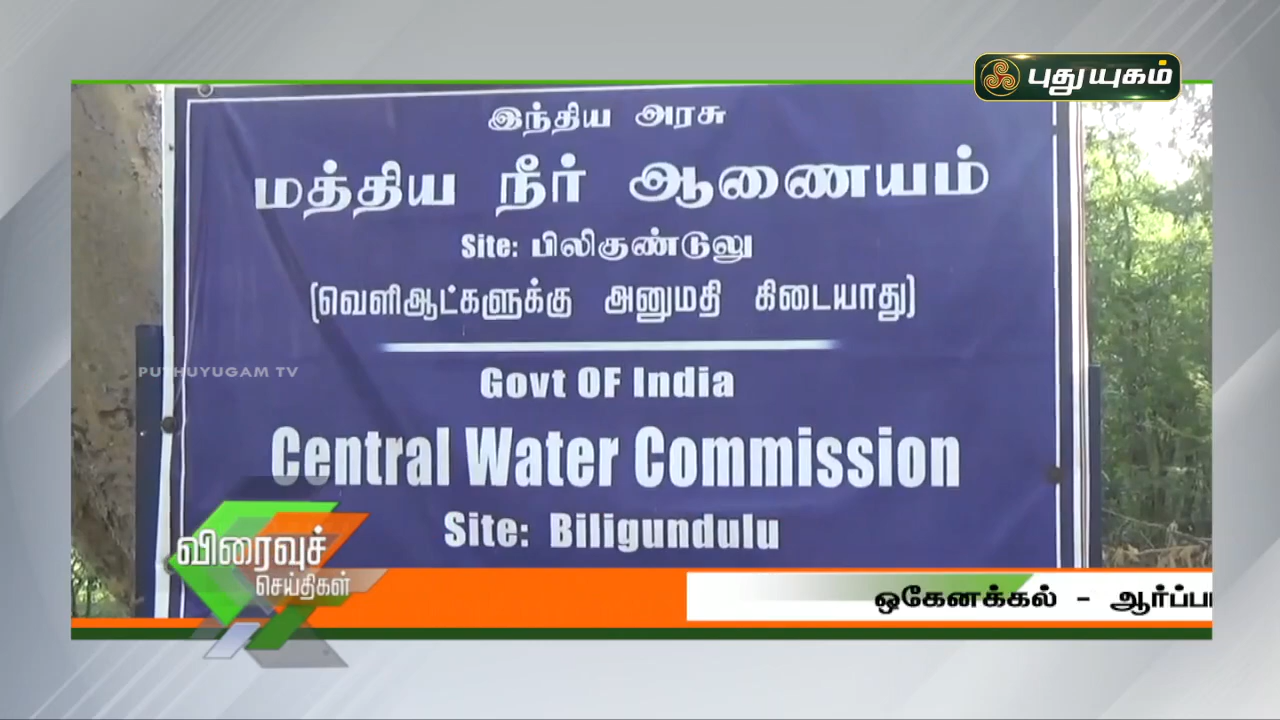 புதுயுகம்
இந்திய அரசு
மத்திய நீர் ஆணையம்
Site: பிலிகுண்டுலு
(வெளிஆட்களுக்கு அனுமதி கிடையாது)
PUTHUYUGAM TV
Govt OF India
Central Water Commission
Site: Biligundulu
விரைவுச்
செய்திகள்
ஒகேனக்கல் -